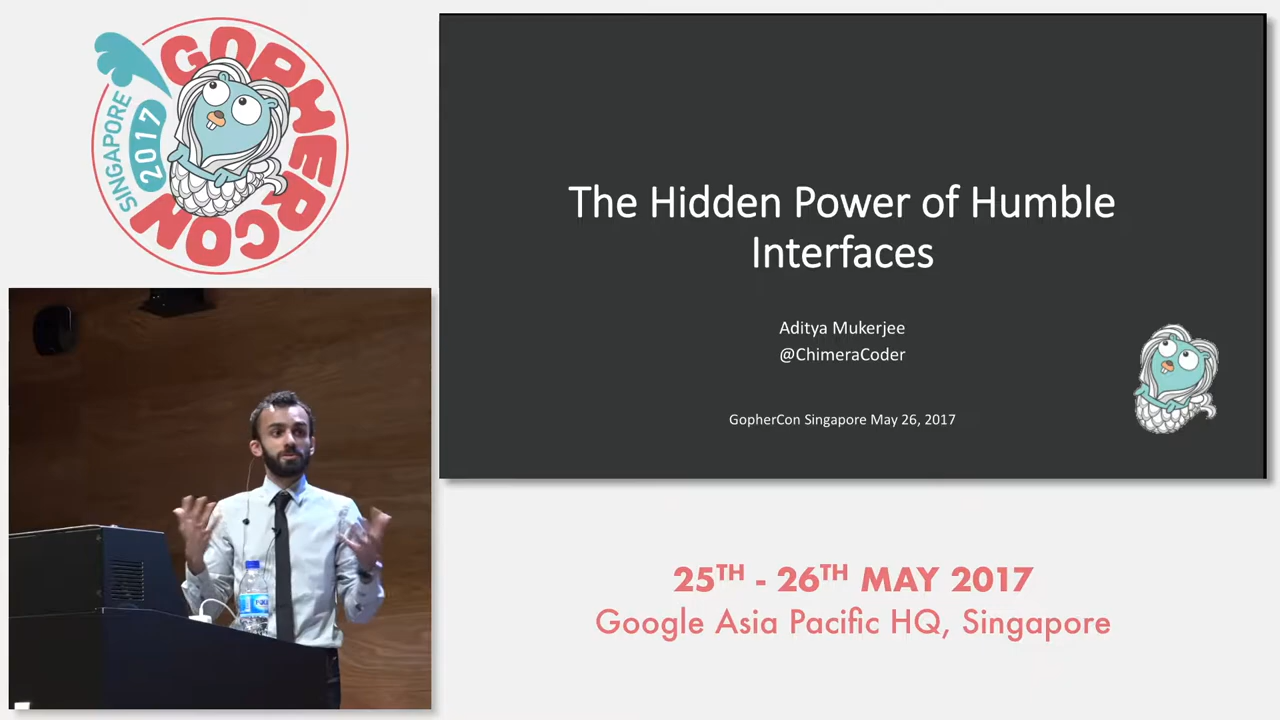 GOPHERCON
SINGAPORE
2017
The Hidden Power of Humble
Interfaces
Aditya Mukerjee
@ChimeraCoder
GopherCon Singapore May 26, 2017
25TH - 26TH MAY 2017
Google Asia Pacific HQ, Singapore